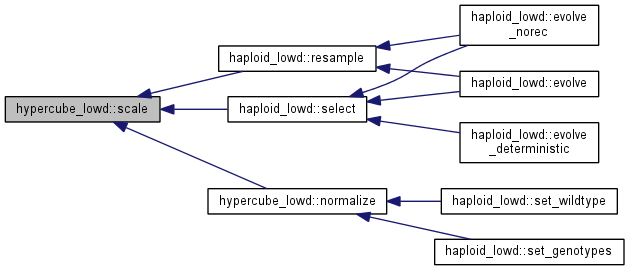 hypercube_lowd::scale
haploid_lowd::resample
haploid_lowd::select
hypercube_lowd::normalize
haploid_lowd::evolve
_norec
haploid_lowd::evolve
haploid_lowd::evolve
_deterministic
haploid_lowd::set_wildtype
haploid_lowd::set_genotypes